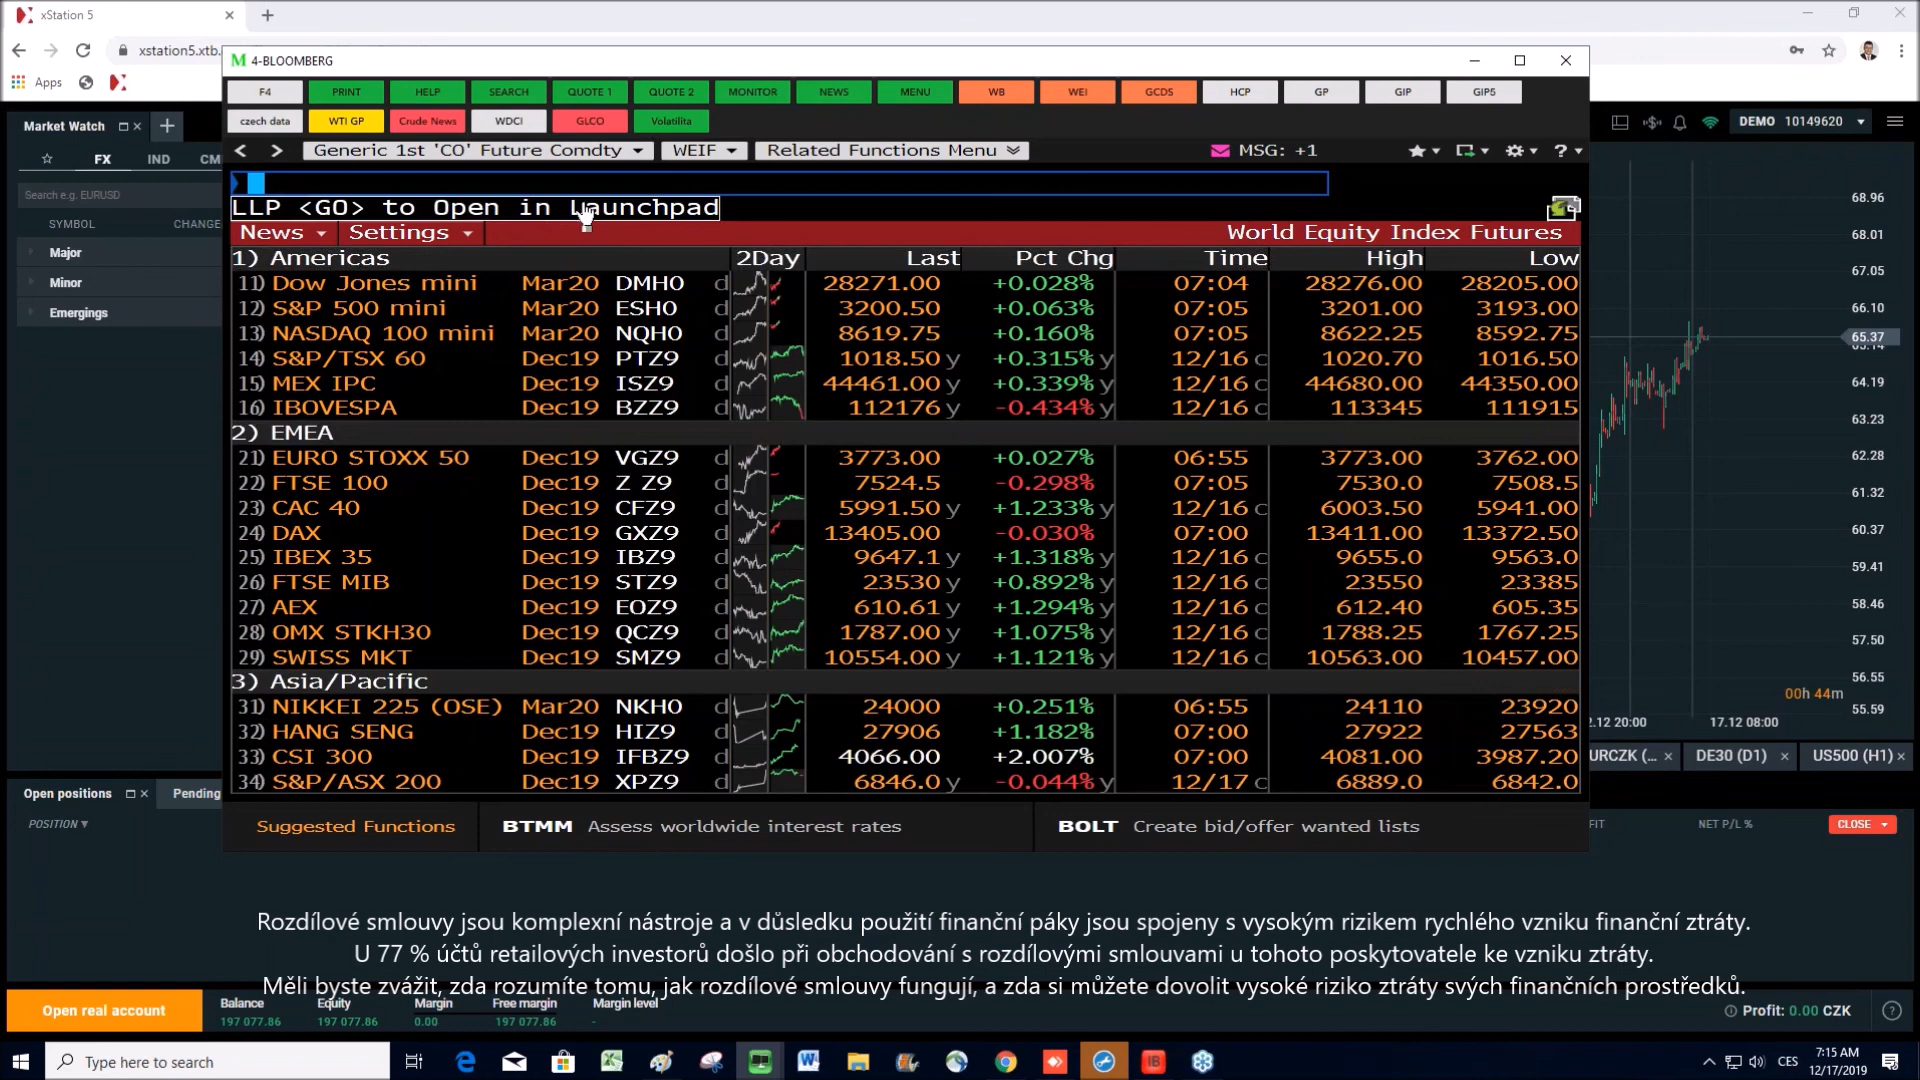 xStation 5
xstation5.xtb.
Apps
4-BLOOMBERG
F4 PRINT HELP SEARCH QUOTE 1 QUOTE 2 MONITOR NEWS MENU WB WEI GCDS HCP GP GIP GIP5
czech data WTI GP Crude News WDCI GLCO Volatilita
Market Watch
DEMO 10149620
Generic 1st 'CO' Future Comdty WEIF Related Functions Menu MSG: +1
FX IND CM
Search e.g. EURUSD
LLP <GO> to Open in Launchpad
SYMBOL CHANGE
News Settings World Equity Index Futures
Major
Minor
Emergings
1) Americas 2Day Last Pct Chg Time High Low
11) Dow Jones mini Mar20 DMH0 d 28271.00 +0.028% 07:04 28276.00 28205.00
12) S&P 500 mini Mar20 ESH0 d 3200.50 +0.063% 07:05 3201.00 3193.00
13) NASDAQ 100 mini Mar20 NQH0 d 8619.75 +0.160% 07:05 8622.25 8592.75
14) S&P/TSX 60 Dec19 PTZ9 d 1018.50 y +0.315% y 12/16 c 1020.70 1016.50
15) MEX IPC Dec19 ISZ9 d 44461.00 y +0.339% y 12/16 c 44680.00 44350.00
16) IBOVESPA Dec19 BZZ9 d 112176 y -0.434% y 12/16 c 113345 111915
2) EMEA
21) EURO STOXX 50 Dec19 VGZ9 d 3773.00 +0.027% 06:55 3773.00 3762.00
22) FTSE 100 Dec19 Z Z9 d 7524.5 -0.298% 07:05 7530.0 7508.5
23) CAC 40 Dec19 CFZ9 d 5991.50 y +1.233% y 12/16 c 6003.50 5941.00
24) DAX Dec19 GXZ9 d 13405.00 -0.030% 07:00 13411.00 13372.50
25) IBEX 35 Dec19 IBZ9 d 9647.1 y +1.318% y 12/16 c 9655.0 9563.0
26) FTSE MIB Dec19 STZ9 d 23530 y +0.892% y 12/16 c 23550 23385
27) AEX Dec19 EOZ9 d 610.61 y +1.294% y 12/16 c 612.40 605.35
28) OMX STKH30 Dec19 QCZ9 d 1787.00 y +1.075% y 12/16 c 1788.25 1767.25
29) SWISS MKT Dec19 SMZ9 d 10554.00 y +1.121% y 12/16 c 10563.00 10457.00
3) Asia/Pacific
31) NIKKEI 225 (OSE) Mar20 NKH0 d 24000 +0.251% 06:55 24110 23920
32) HANG SENG Dec19 HIZ9 d 27906 +1.182% 07:00 27922 27563
33) CSI 300 Dec19 IFBZ9 d 4066.00 +2.007% 07:00 4081.00 3987.20
34) S&P/ASX 200 Dec19 XPZ9 d 6846.0 y -0.044% y 12/17 c 6889.0 6842.0
Suggested Functions BTMM Assess worldwide interest rates BOLT Create bid/offer wanted lists
68.96
68.01
67.05
66.10
65.37
64.19
63.23
62.28
61.32
60.37
59.41
58.46
57.50
56.55
00h 44m
55.59
2.12 20:00 17.12 08:00
URCZK (... DE30 (D1) US500 (H1)
Open positions Pending
POSITION FIT NET P/L % CLOSE
Rozdílové smlouvy jsou komplexní nástroje a v důsledku použití finanční páky jsou spojeny s vysokým rizikem rychlého vzniku finanční ztráty.
U 77 % účtů retailových investorů došlo při obchodování s rozdílovými smlouvami u tohoto poskytovatele ke vzniku ztráty.
Měli byste zvážit, zda rozumíte tomu, jak rozdílové smlouvy fungují, a zda si můžete dovolit vysoké riziko ztráty svých finančních prostředků.
Open real account
Balance Equity Margin Free margin Margin level
197 077.86 197 077.86 0.00 197 077.86 -
Profit: 0.00 CZK
Type here to search
CES
7:15 AM
12/17/2019